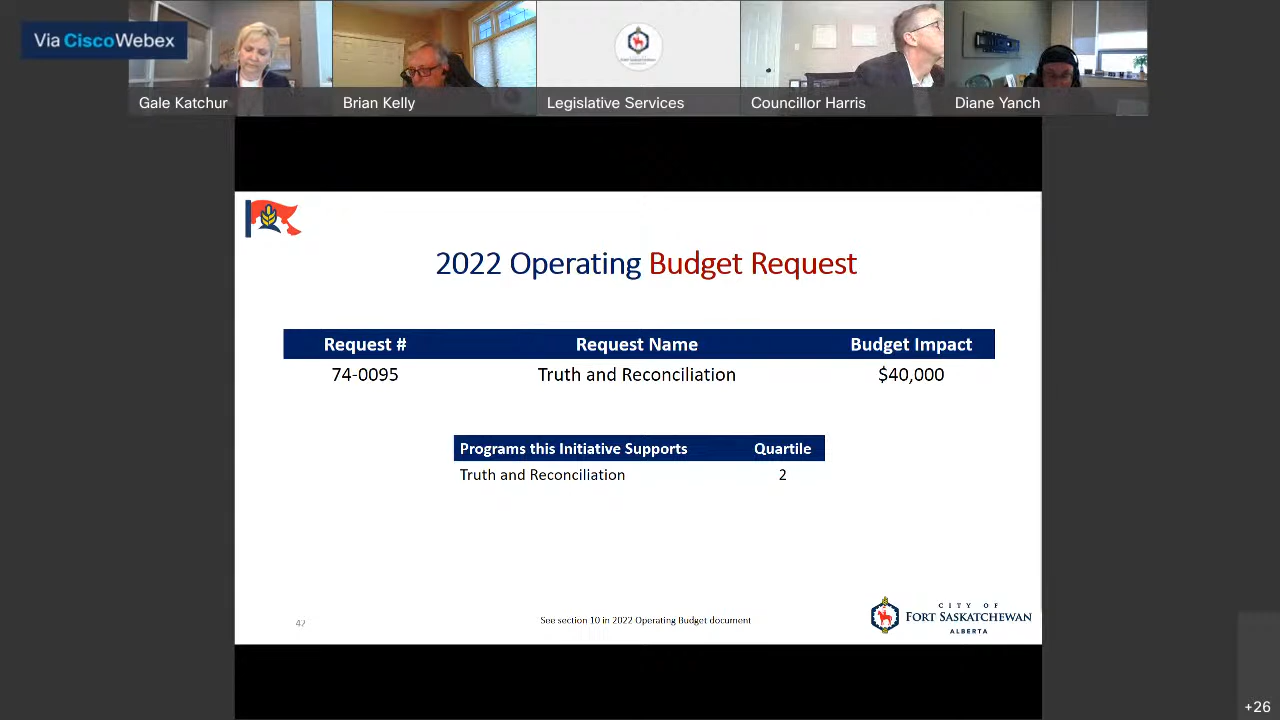 Via CiscoWebex
Gale Katchur
Brian Kelly
Legislative Services
Councillor Harris
Diane Yanch
2022 Operating Budget Request
Request # Request Name Budget Impact
74-0095 Truth and Reconciliation $40,000
Programs this Initiative Supports Quartile
Truth and Reconciliation 2
See section 10 in 2022 Operating Budget document
CITY OF
FORT SASKATCHEWAN
ALBERTA
+26